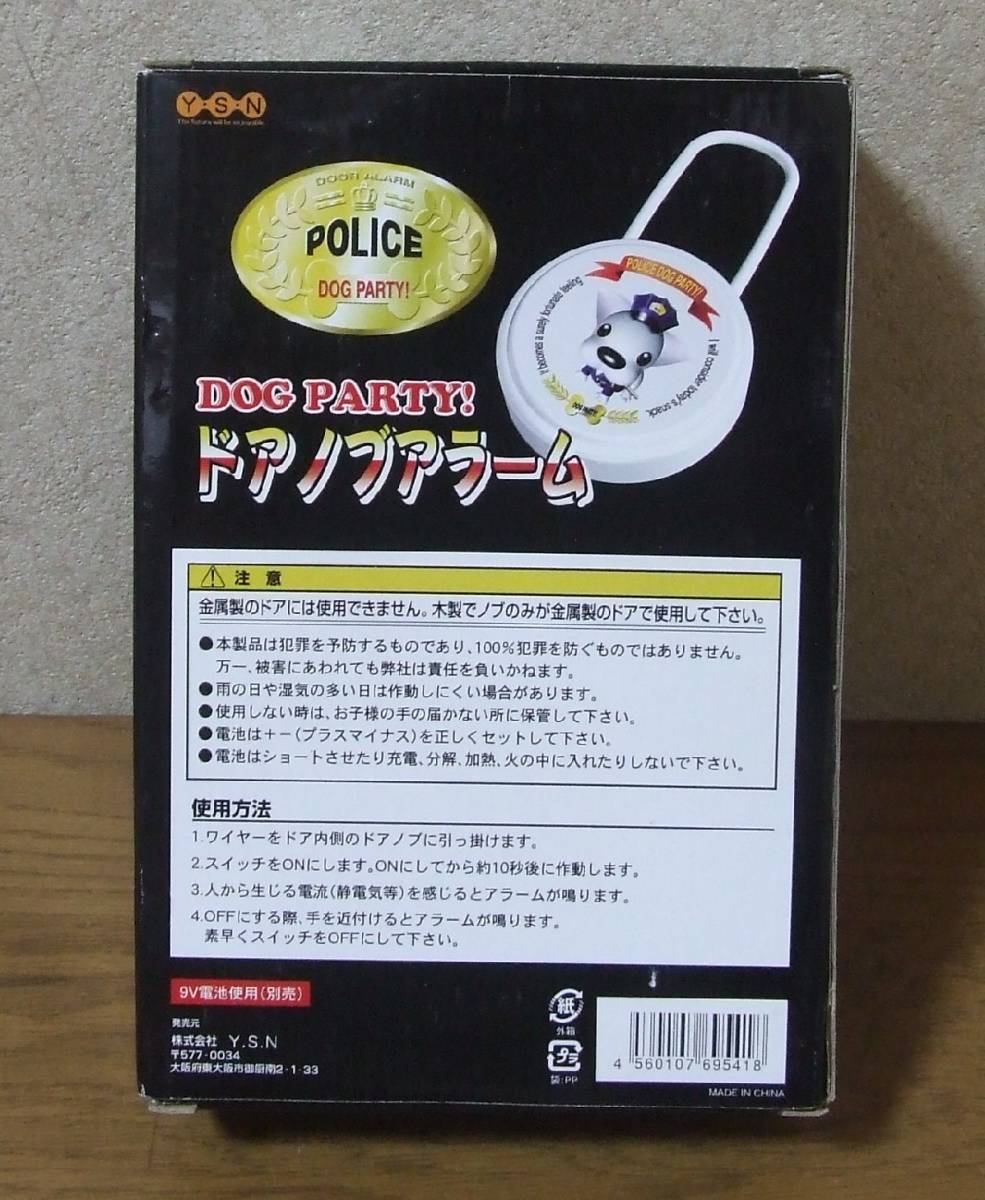 Y・S・N
The future will be enjoyable.
DOOR ALARM
POLICE
DOG PARTY!
POLICE DOG PARTY!
It becomes a surely fortunate feeling
I will consider today's snack.
DOG PARTY
DOG PARTY!
ドアノブアラーム
注 意
金属製のドアには使用できません。木製でノブのみが金属製のドアで使用して下さい。
●本製品は犯罪を予防するものであり、100%犯罪を防ぐものではありません。
万一、被害にあわれても弊社は責任を負いかねます。
●雨の日や湿気の多い日は作動しにくい場合があります。
●使用しない時は、お子様の手の届かない所に保管して下さい。
●電池は+-(プラスマイナス)を正しくセットして下さい。
●電池はショートさせたり充電、分解、加熱、火の中に入れたりしないで下さい。
使用方法
1.ワイヤーをドア内側のドアノブに引っ掛けます。
2.スイッチをONにします。ONにしてから約10秒後に作動します。
3.人から生じる電流(静電気等)を感じるとアラームが鳴ります。
4.OFFにする際、手を近付けるとアラームが鳴ります。
素早くスイッチをOFFにして下さい。
9V電池使用(別売)
発売元
株式会社 Y.S.N
〒577-0034
大阪府東大阪市御厨南2-1-33
紙
外箱
プラ
袋:PP
4 560107 695418
MADE IN CHINA